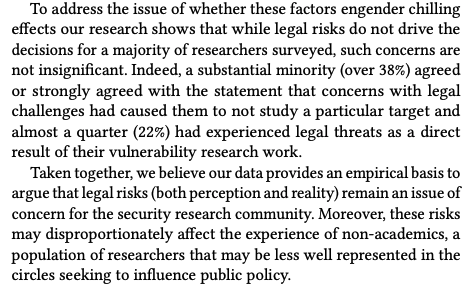 To address the issue of whether these factors engender chilling
effects our research shows that while legal risks do not drive the
decisions for a majority of researchers surveyed, such concerns are
not insignificant. Indeed, a substantial minority (over 38%) agreed
or strongly agreed with the statement that concerns with legal
challenges had caused them to not study a particular target and
almost a quarter (22%) had experienced legal threats as a direct
result of their vulnerability research work.
Taken together, we believe our data provides an empirical basis to
argue that legal risks (both perception and reality) remain an issue of
concern for the security research community. Moreover, these risks
may disproportionately affect the experience of non-academics, a
population of researchers that may be less well represented in the
circles seeking to influence public policy.